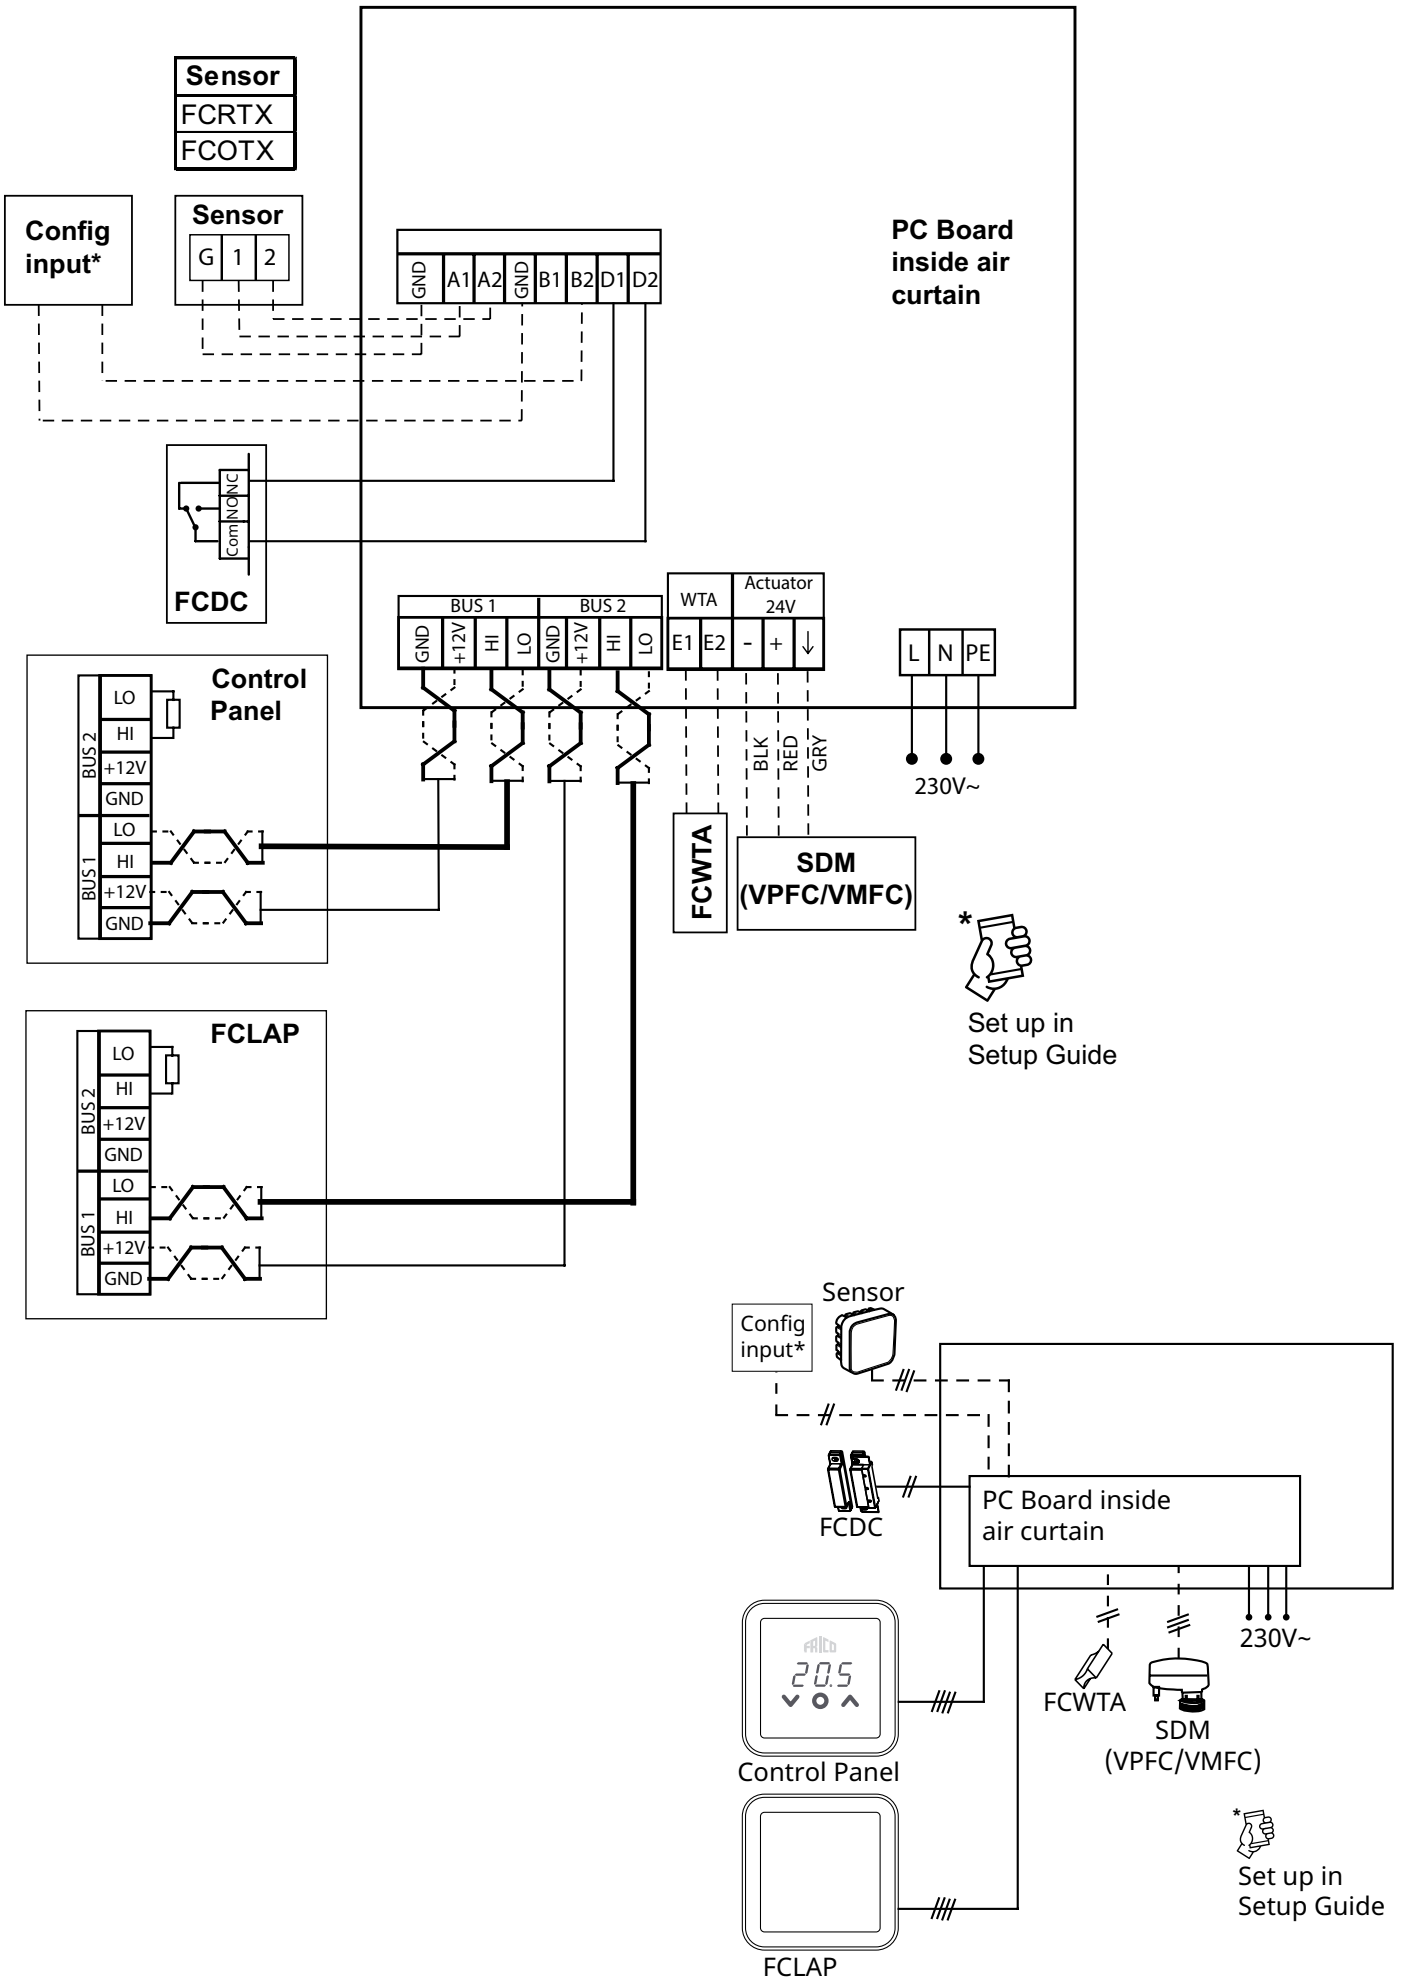 Sensor
FCRTX
FCOTX
Config
input*
Sensor
G 1 2
GND A1 A2 GND B1 B2 D1 D2
PC Board
inside air
curtain
NC
NO
Com
FCDC
BUS 1 BUS 2
GND +12V HI LO GND +12V HI LO
WTA
Actuator
24V
E1 E2 - + ↓
L N PE
230V~
BLK
RED
GRY
FCWTA
SDM
(VPFC/VMFC)
Control
Panel
BUS 2
LO
HI
+12V
GND
BUS 1
LO
HI
+12V
GND
*
Set up in
Setup Guide
FCLAP
BUS 2
LO
HI
+12V
GND
BUS 1
LO
HI
+12V
GND
Sensor
Config
input*
FCDC
PC Board inside
air curtain
230V~
FCWTA
SDM
(VPFC/VMFC)
FRICO
20.5
Control Panel
FCLAP
*
Set up in
Setup Guide